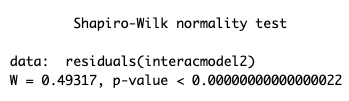 Shapiro-Wilk normality test
data: residuals(interacmodel2)
W = 0.49317, p-value < 0.00000000000000022